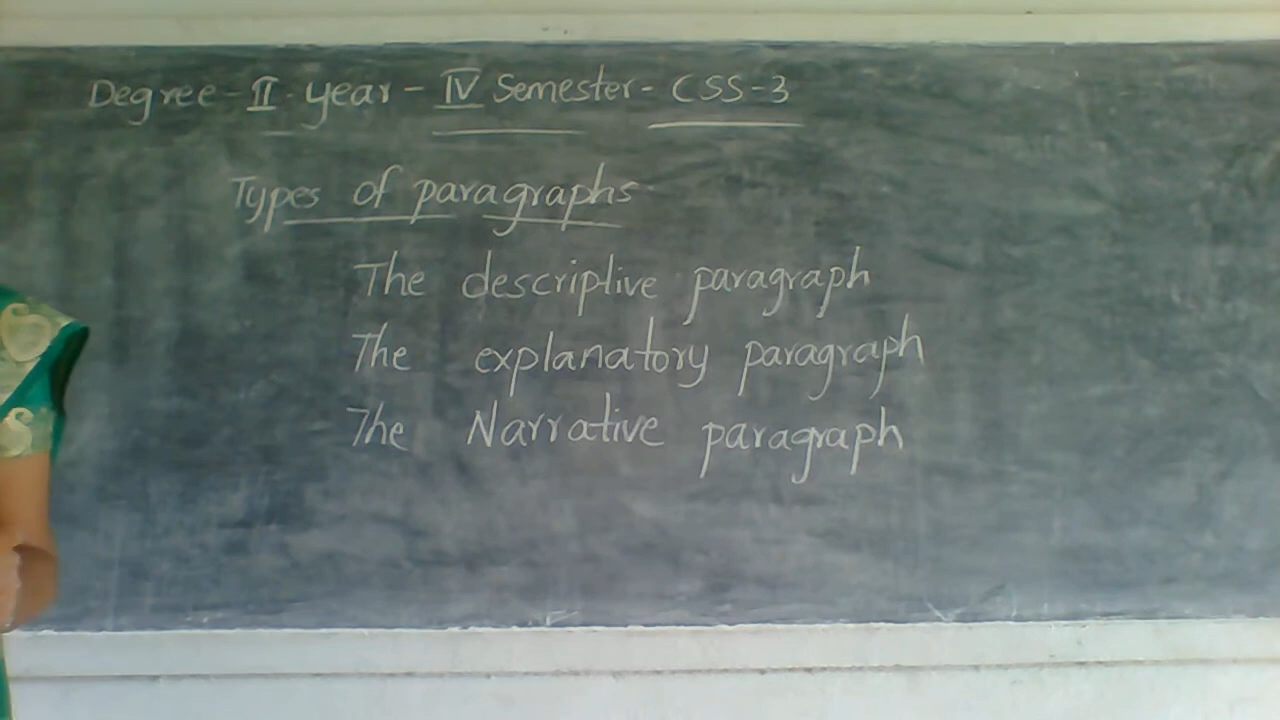 Degree - II - year - IV Semester - CSS-3
Types of paragraphs
The descriptive paragraph
The explanatory paragraph
The Narrative paragraph